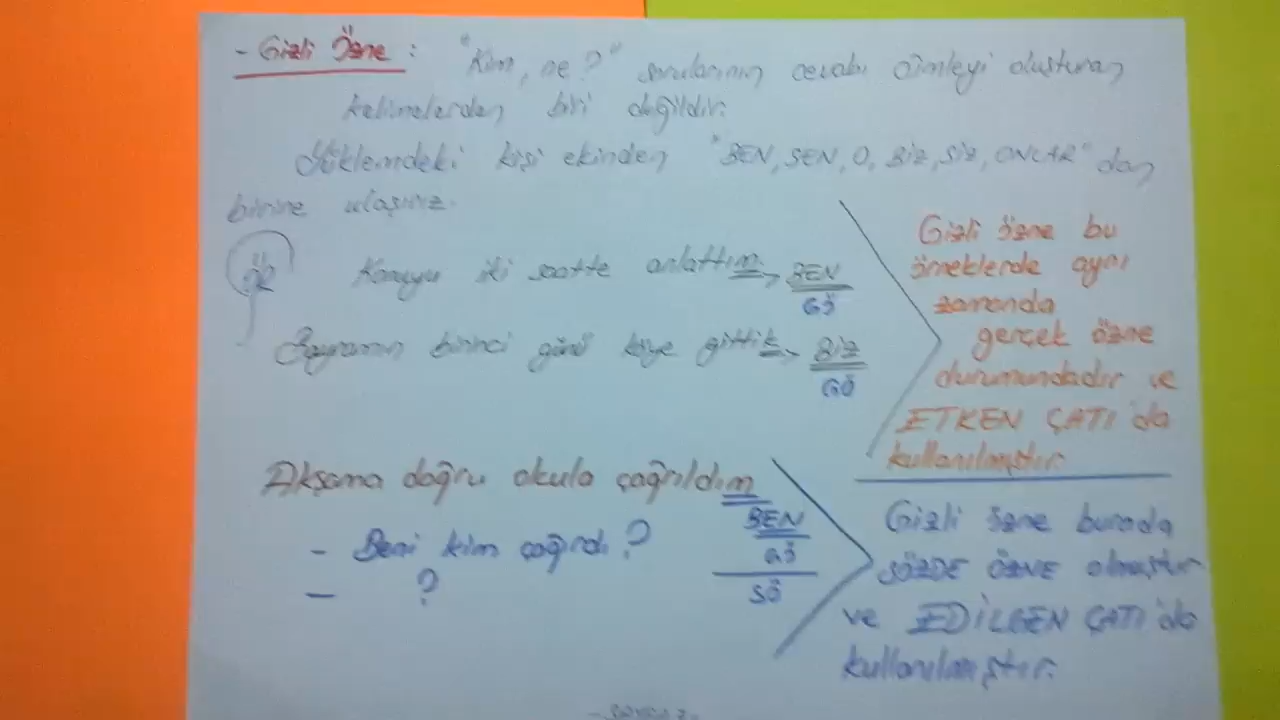 - Gizli Özne : "Kim, ne?" sorularının cevabı cümleyi oluşturan
kelimelerden biri değildir.
Yüklemdeki kişi ekinden "BEN, SEN, O, BİZ, SİZ, ONLAR" dan
birine ulaşırız.
ÖR Konuyu iki saatte anlattım → BEN
GÖ
Bayramın birinci günü köye gittik → BİZ
GÖ
Gizli özne bu
örneklerde aynı
zamanda
gerçek özne
durumundadır ve
ETKEN ÇATI'da
kullanılmıştır.
Akşama doğru okula çağrıldım
BEN
GÖ
SÖ
- Beni kim çağırdı?
- ?
Gizli özne burada
SÖZDE ÖZNE olmuştur
ve EDİLGEN ÇATI'da
kullanılmıştır.